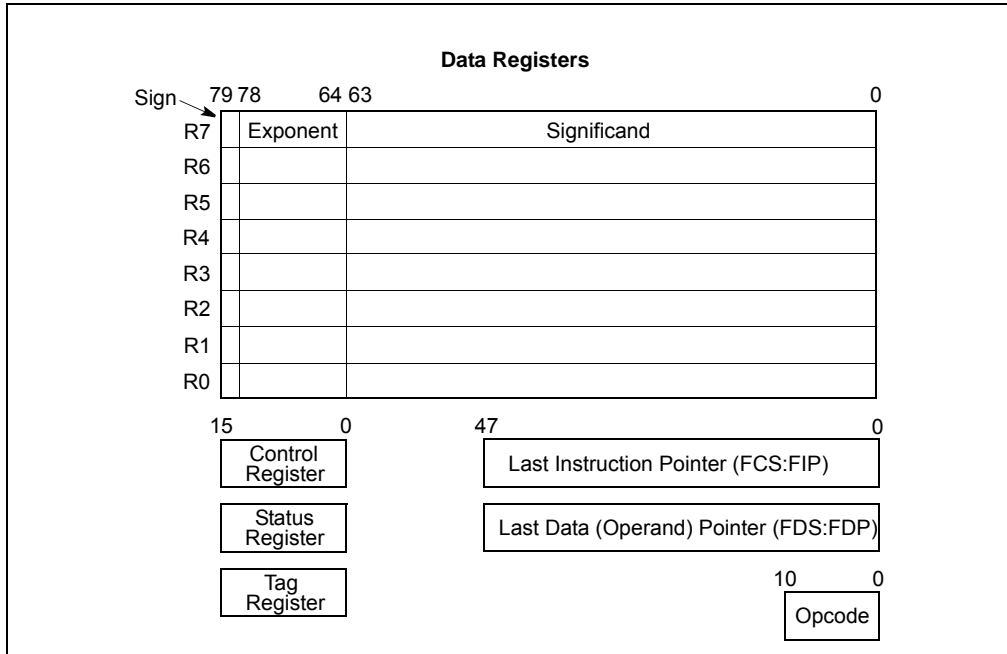 Data Registers
Sign 79 78 64 63 0
R7 Exponent Significand
R6
R5
R4
R3
R2
R1
R0
15 0 47 0
Control
Register
Last Instruction Pointer (FCS:FIP)
Status
Register
Last Data (Operand) Pointer (FDS:FDP)
Tag
Register
10 0
Opcode